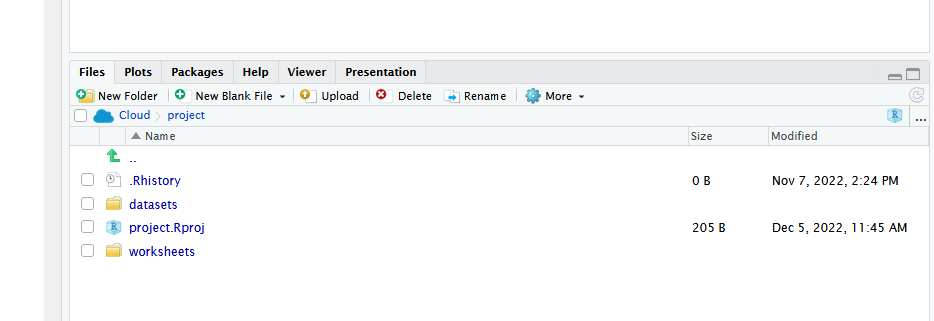 Files Plots Packages Help Viewer Presentation
New Folder New Blank File Upload Delete Rename More
Cloud project R ...
Name Size Modified
..
.Rhistory 0 B Nov 7, 2022, 2:24 PM
datasets
R project.Rproj 205 B Dec 5, 2022, 11:45 AM
worksheets